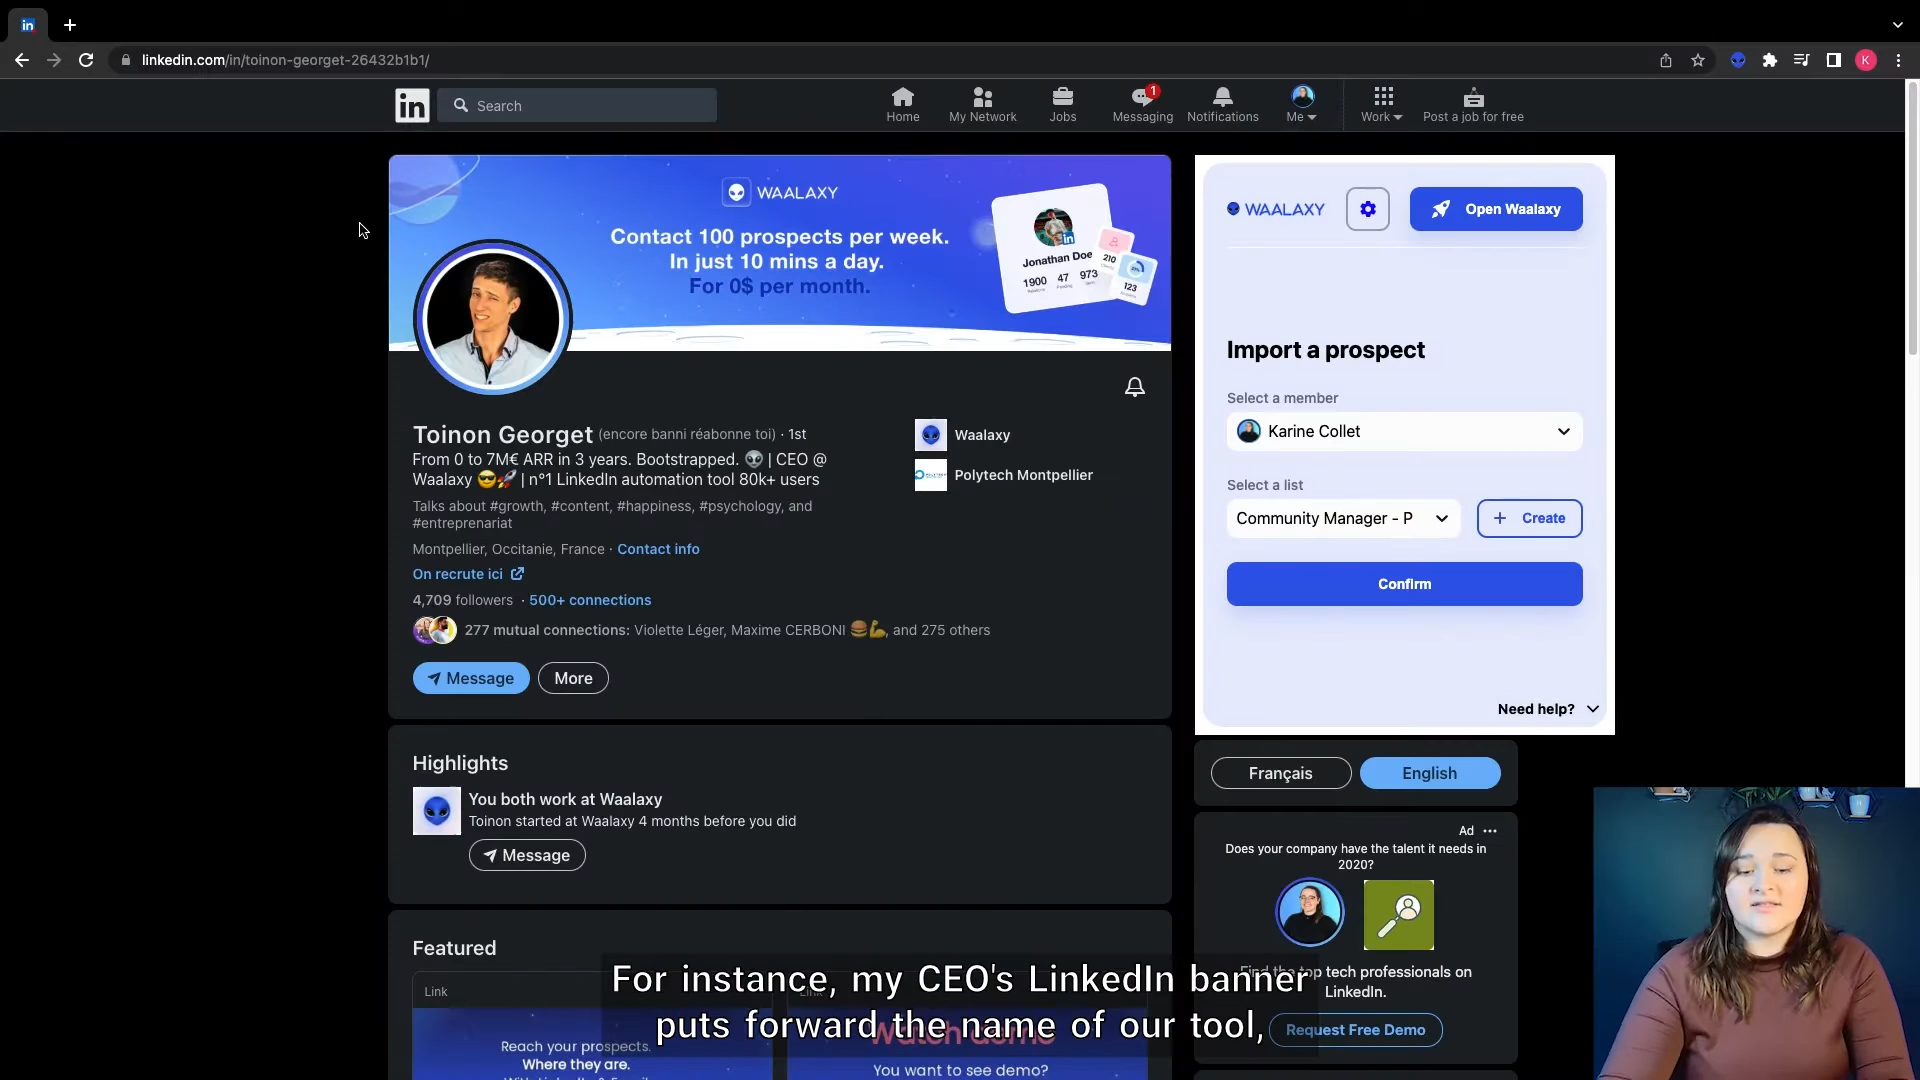 linkedin.com/in/toinon-georget-26432b1b1/
K
in
Search
Home
My Network
Jobs
1
Messaging
Notifications
Me
Work
Post a job for free
WAALAXY
Contact 100 prospects per week.
In just 10 mins a day.
For 0$ per month.
Jonathan Doe
1900 47 973
210
123
Toinon Georget (encore banni réabonne toi) · 1st
From 0 to 7M€ ARR in 3 years. Bootstrapped. 👽 | CEO @
Waalaxy 😎🚀 | n°1 LinkedIn automation tool 80k+ users
Talks about #growth, #content, #happiness, #psychology, and
#entreprenariat
Montpellier, Occitanie, France · Contact info
On recrute ici
4,709 followers · 500+ connections
277 mutual connections: Violette Léger, Maxime CERBONI 🍔💪, and 275 others
Message
More
Waalaxy
Polytech Montpellier
Highlights
You both work at Waalaxy
Toinon started at Waalaxy 4 months before you did
Message
Featured
Link
Reach your prospects.
Where they are.
Link
Watch demo
You want to see demo?
WAALAXY
Open Waalaxy
Import a prospect
Select a member
Karine Collet
Select a list
Community Manager - P
+ Create
Confirm
Need help?
Français
English
Ad
Does your company have the talent it needs in
2020?
Find the top tech professionals on
LinkedIn.
Request Free Demo
For instance, my CEO's LinkedIn banner
puts forward the name of our tool,